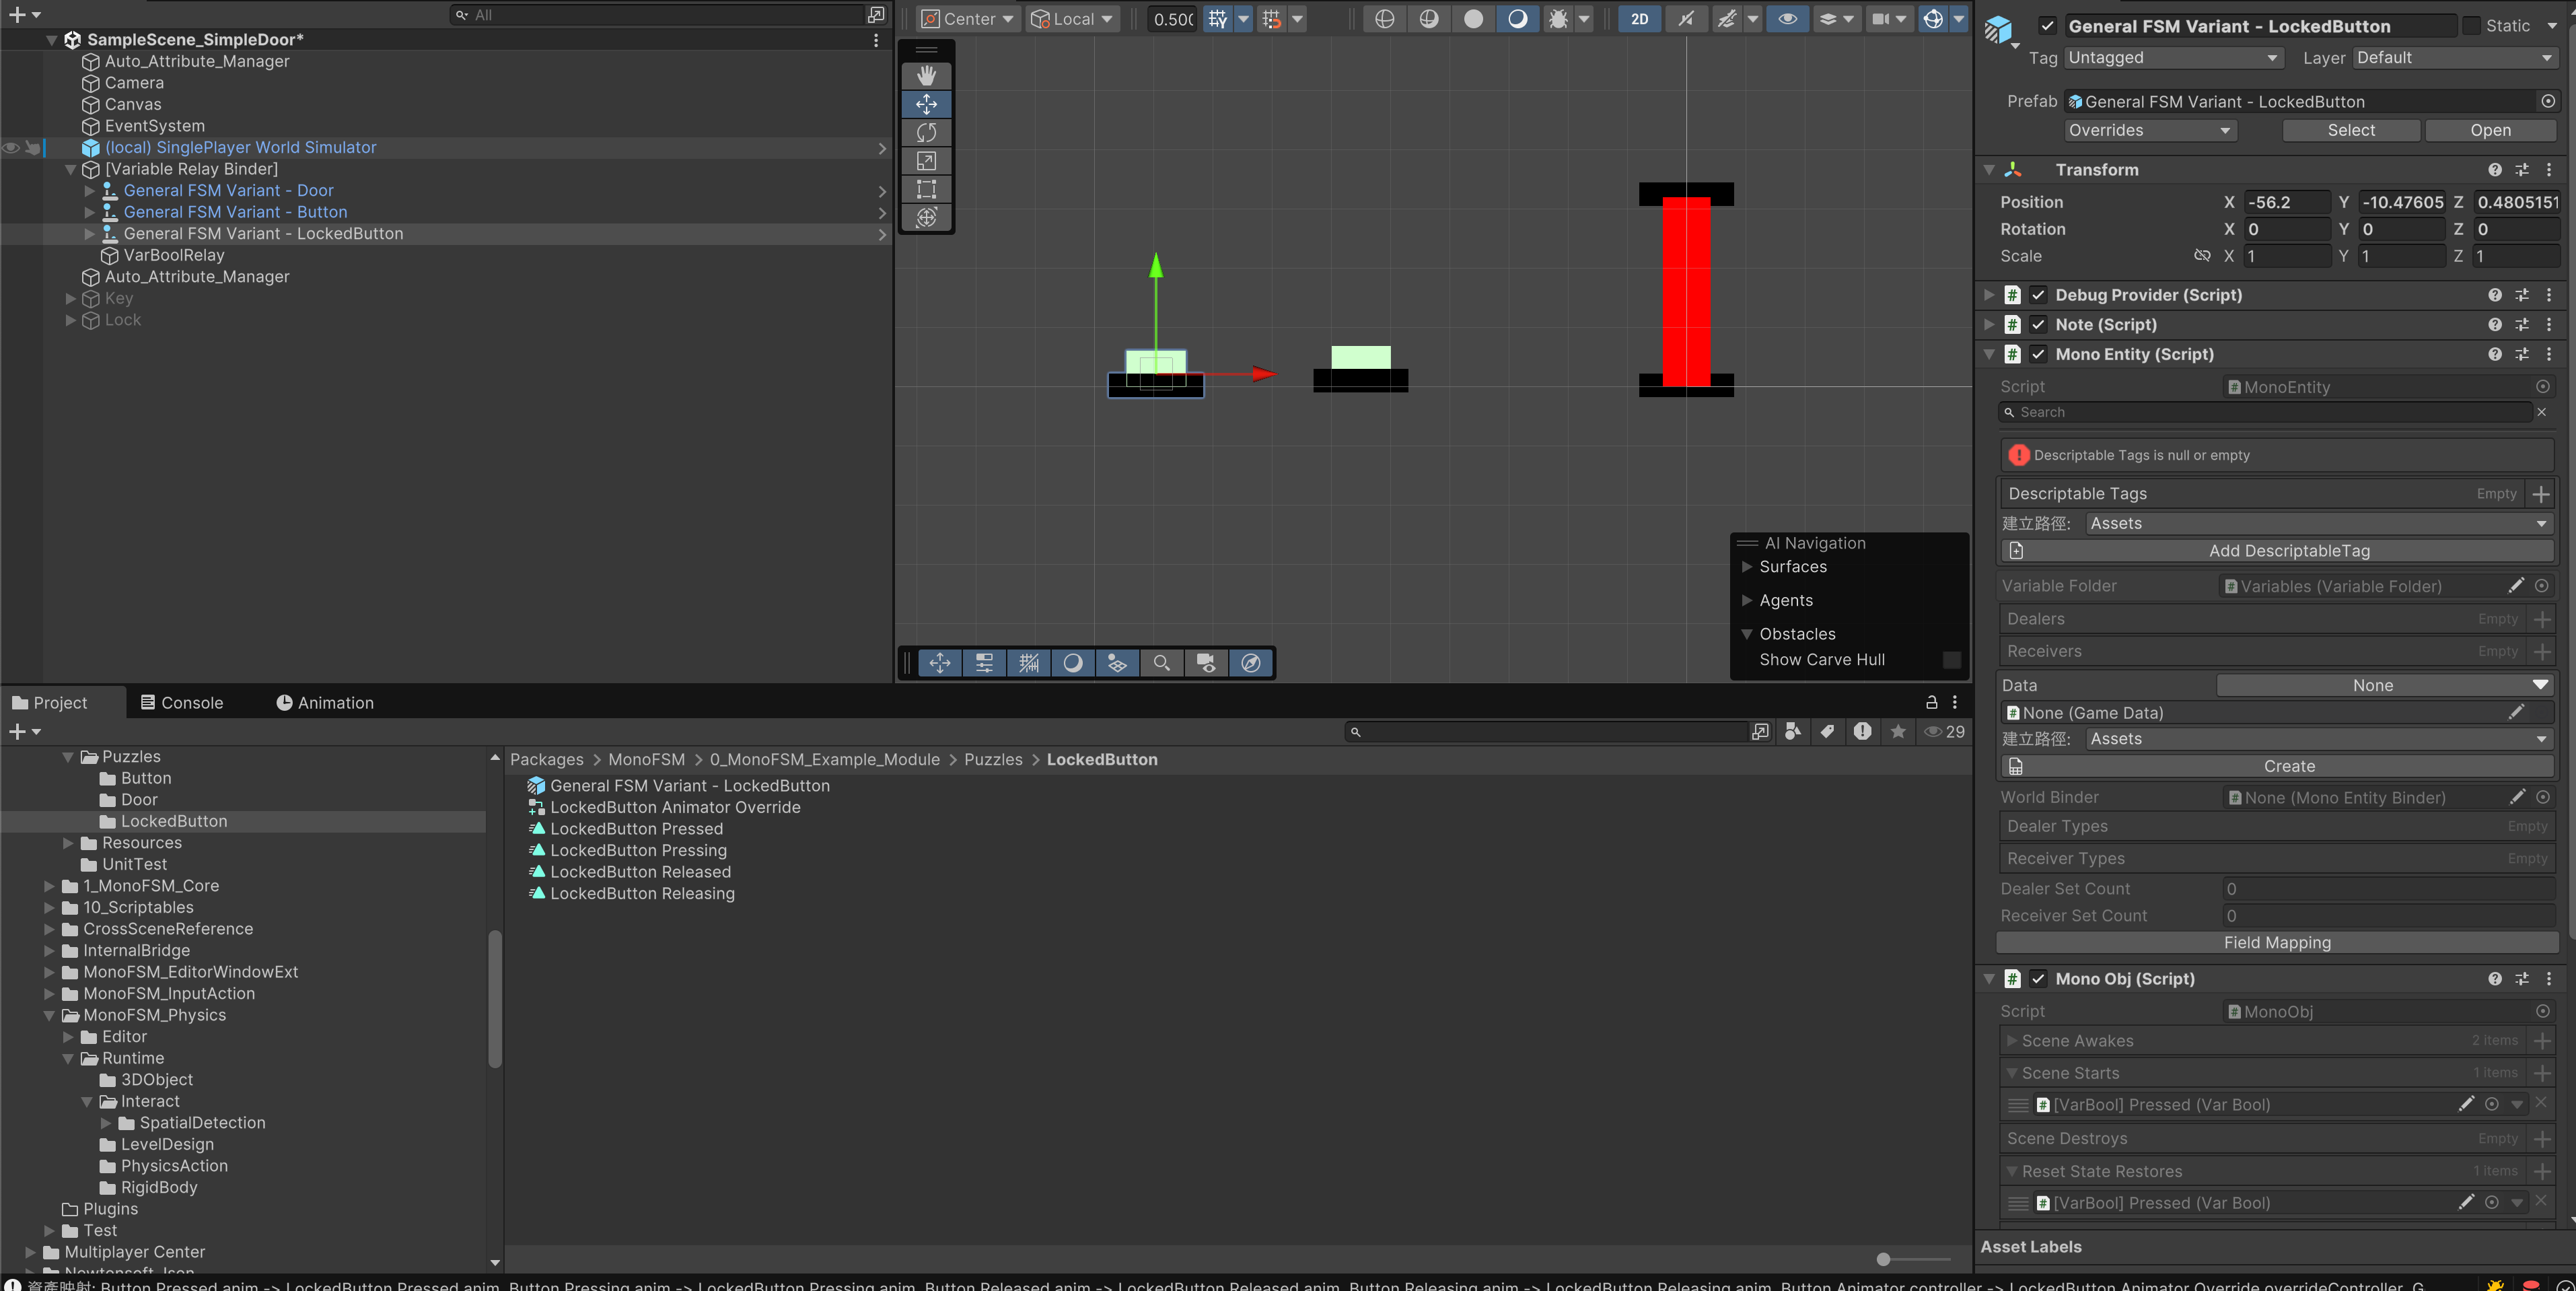 All
SampleScene_SimpleDoor*
Auto_Attribute_Manager
Camera
Canvas
EventSystem
(local) SinglePlayer World Simulator
[Variable Relay Binder]
General FSM Variant - Door
General FSM Variant - Button
General FSM Variant - LockedButton
VarBoolRelay
Auto_Attribute_Manager
Key
Lock
Center
Local
0.500
2D
AI Navigation
Surfaces
Agents
Obstacles
Show Carve Hull
Project
Console
Animation
29
Puzzles
Button
Door
LockedButton
Resources
UnitTest
1_MonoFSM_Core
10_Scriptables
CrossSceneReference
InternalBridge
MonoFSM_EditorWindowExt
MonoFSM_InputAction
MonoFSM_Physics
Editor
Runtime
3DObject
Interact
SpatialDetection
LevelDesign
PhysicsAction
RigidBody
Plugins
Test
Multiplayer Center
Newtonsoft Json
Packages > MonoFSM > 0_MonoFSM_Example_Module > Puzzles > LockedButton
General FSM Variant - LockedButton
LockedButton Animator Override
LockedButton Pressed
LockedButton Pressing
LockedButton Released
LockedButton Releasing
General FSM Variant - LockedButton Static
Tag Untagged Layer Default
Prefab General FSM Variant - LockedButton
Overrides Select Open
Transform
Position X -56.2 Y -10.47605 Z 0.4805151
Rotation X 0 Y 0 Z 0
Scale X 1 Y 1 Z 1
Debug Provider (Script)
Note (Script)
Mono Entity (Script)
Script MonoEntity
Search
Descriptable Tags is null or empty
Descriptable Tags Empty
建立路徑: Assets
Add DescriptableTag
Variable Folder Variables (Variable Folder)
Dealers Empty
Receivers Empty
Data None
None (Game Data)
建立路徑: Assets
Create
World Binder None (Mono Entity Binder)
Dealer Types Empty
Receiver Types Empty
Dealer Set Count 0
Receiver Set Count 0
Field Mapping
Mono Obj (Script)
Script MonoObj
Scene Awakes 2 items
Scene Starts 1 items
[VarBool] Pressed (Var Bool)
Scene Destroys Empty
Reset State Restores 1 items
[VarBool] Pressed (Var Bool)
Asset Labels
資產映射: Button Pressed.anim -> LockedButton Pressed.anim, Button Pressing.anim -> LockedButton Pressing.anim, Button Released.anim -> LockedButton Released.anim, Button Releasing.anim -> LockedButton Releasing.anim, Button Animator.controller -> LockedButton Animator Override.overrideController, G